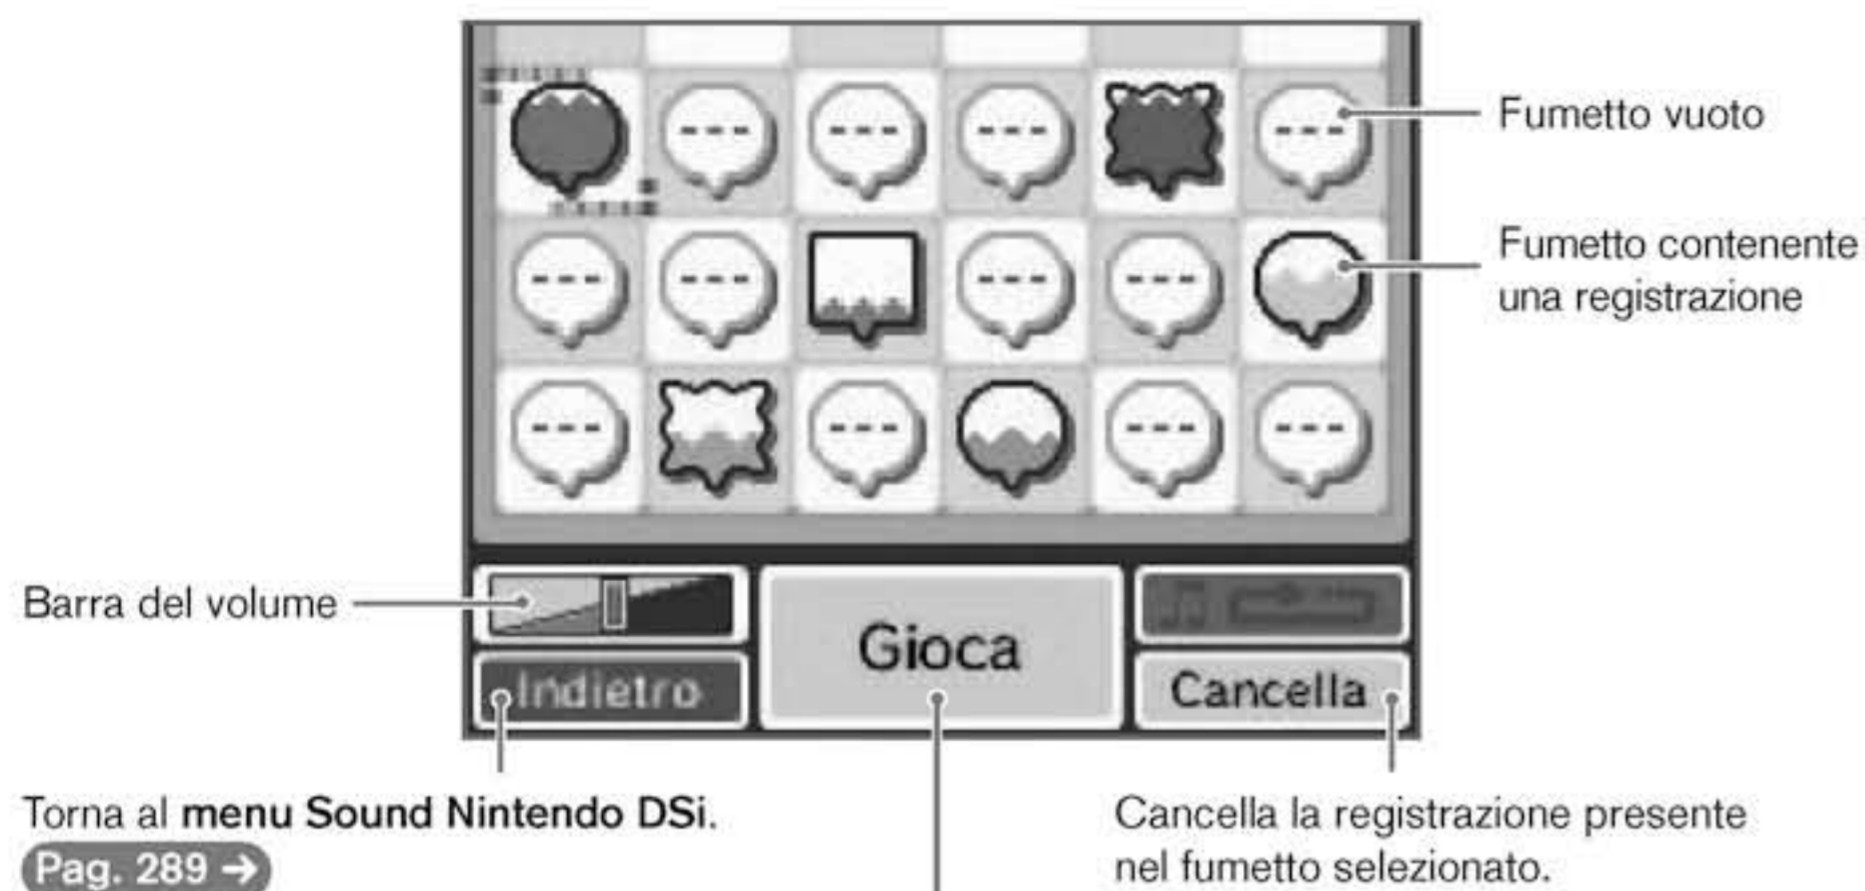 Fumetto vuoto
Fumetto contenente
una registrazione
Barra del volume
Gioca
Indietro
Cancella
Torna al menu Sound Nintendo DSi.
Pag. 289 →
Cancella la registrazione presente
nel fumetto selezionato.